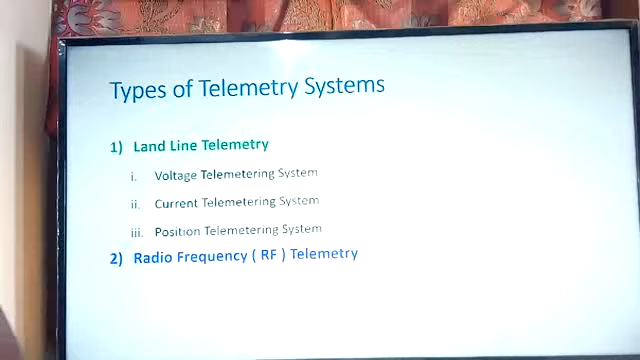 Types of Telemetry Systems
1) Land Line Telemetry
i. Voltage Telemetering System
ii. Current Telemetering System
iii. Position Telemetering System
2) Radio Frequency ( RF ) Telemetry